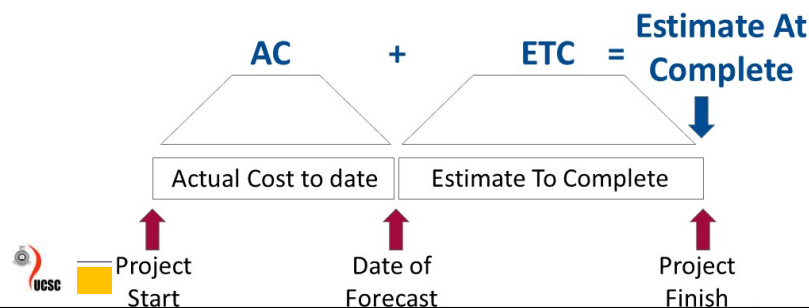 AC + ETC = Estimate At
Complete
Actual Cost to date Estimate To Complete
Project Date of Project
Start Forecast Finish
UCSC